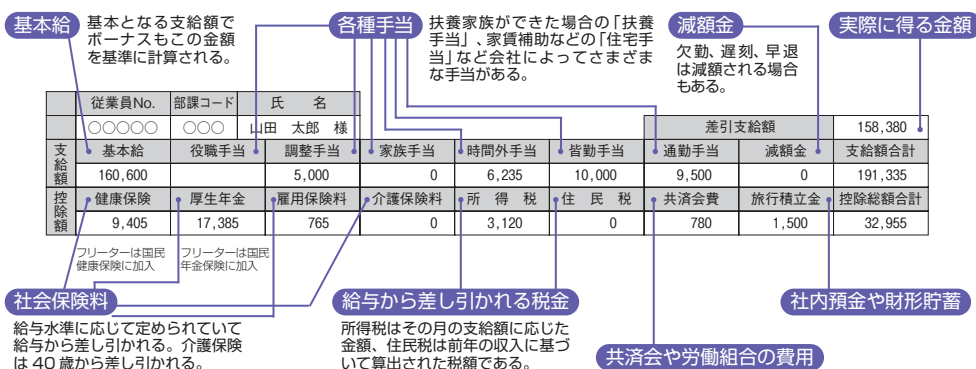 基本給
基本となる支給額で
ボーナスもこの金額
を基準に計算される。
各種手当
扶養家族ができた場合の「扶養
手当」、家賃補助などの「住宅手
当」など会社によってさまざま
な手当がある。
減額金
欠勤、遅刻、早退
は減額される場合
もある。
実際に得る金額
従業員No. 部課コード 氏 名
○○○○○ ○○○ 山田 太郎 様 差引支給額 158,380
支給額 基本給 役職手当 調整手当 家族手当 時間外手当 皆勤手当 通勤手当 減額金 支給額合計
160,600 5,000 0 6,235 10,000 9,500 0 191,335
控除額 健康保険 厚生年金 雇用保険料 介護保険料 所 得 税 住 民 税 共済会費 旅行積立金 控除総額合計
9,405 17,385 765 0 3,120 0 780 1,500 32,955
フリーターは国民
健康保険に加入
フリーターは国民
年金保険に加入
社会保険料
給与水準に応じて定められていて
給与から差し引かれる。介護保険
は 40 歳から差し引かれる。
給与から差し引かれる税金
所得税はその月の支給額に応じた
金額、住民税は前年の収入に基づ
いて算出された税額である。
共済会や労働組合の費用
社内預金や財形貯蓄